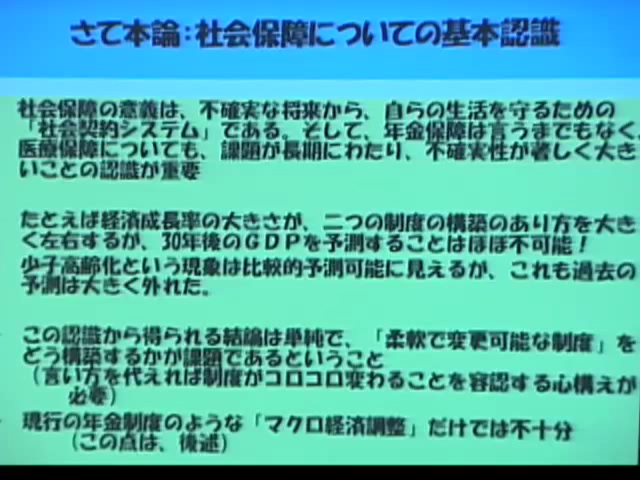 さて本論:社会保障についての基本認識
社会保障の意義は、不確実な将来から、自らの生活を守るための
「社会契約システム」である。そして、年金保障は言うまでもなく、
医療保障についても、課題が長期にわたり、不確実性が著しく大き
いことの認識が重要
たとえば経済成長率の大きさが、二つの制度の構築のあり方を大き
く左右するが、30年後のGDPを予測することはほぼ不可能!
少子高齢化という現象は比較的予測可能に見えるが、これも過去の
予測は大きく外れた。
この認識から得られる結論は単純で、「柔軟で変更可能な制度」を
どう構築するかが課題であるということ
(言い方を代えれば制度がコロコロ変わることを容認する心構えが
必要)
現行の年金制度のような「マクロ経済調整」だけでは不十分
(この点は、後述)